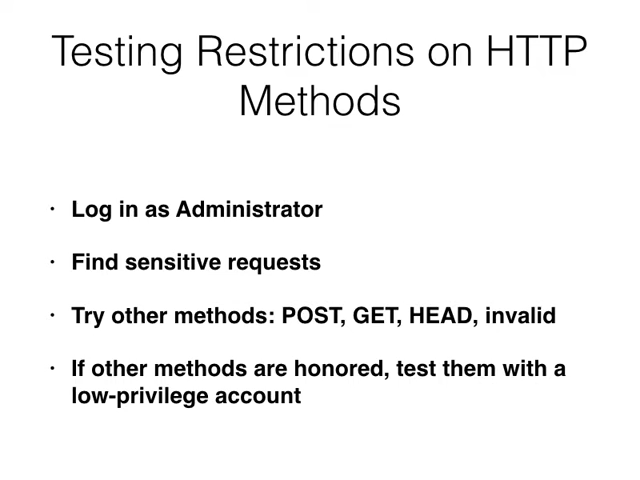 Testing Restrictions on HTTP
Methods
• Log in as Administrator
• Find sensitive requests
• Try other methods: POST, GET, HEAD, invalid
• If other methods are honored, test them with a
low-privilege account